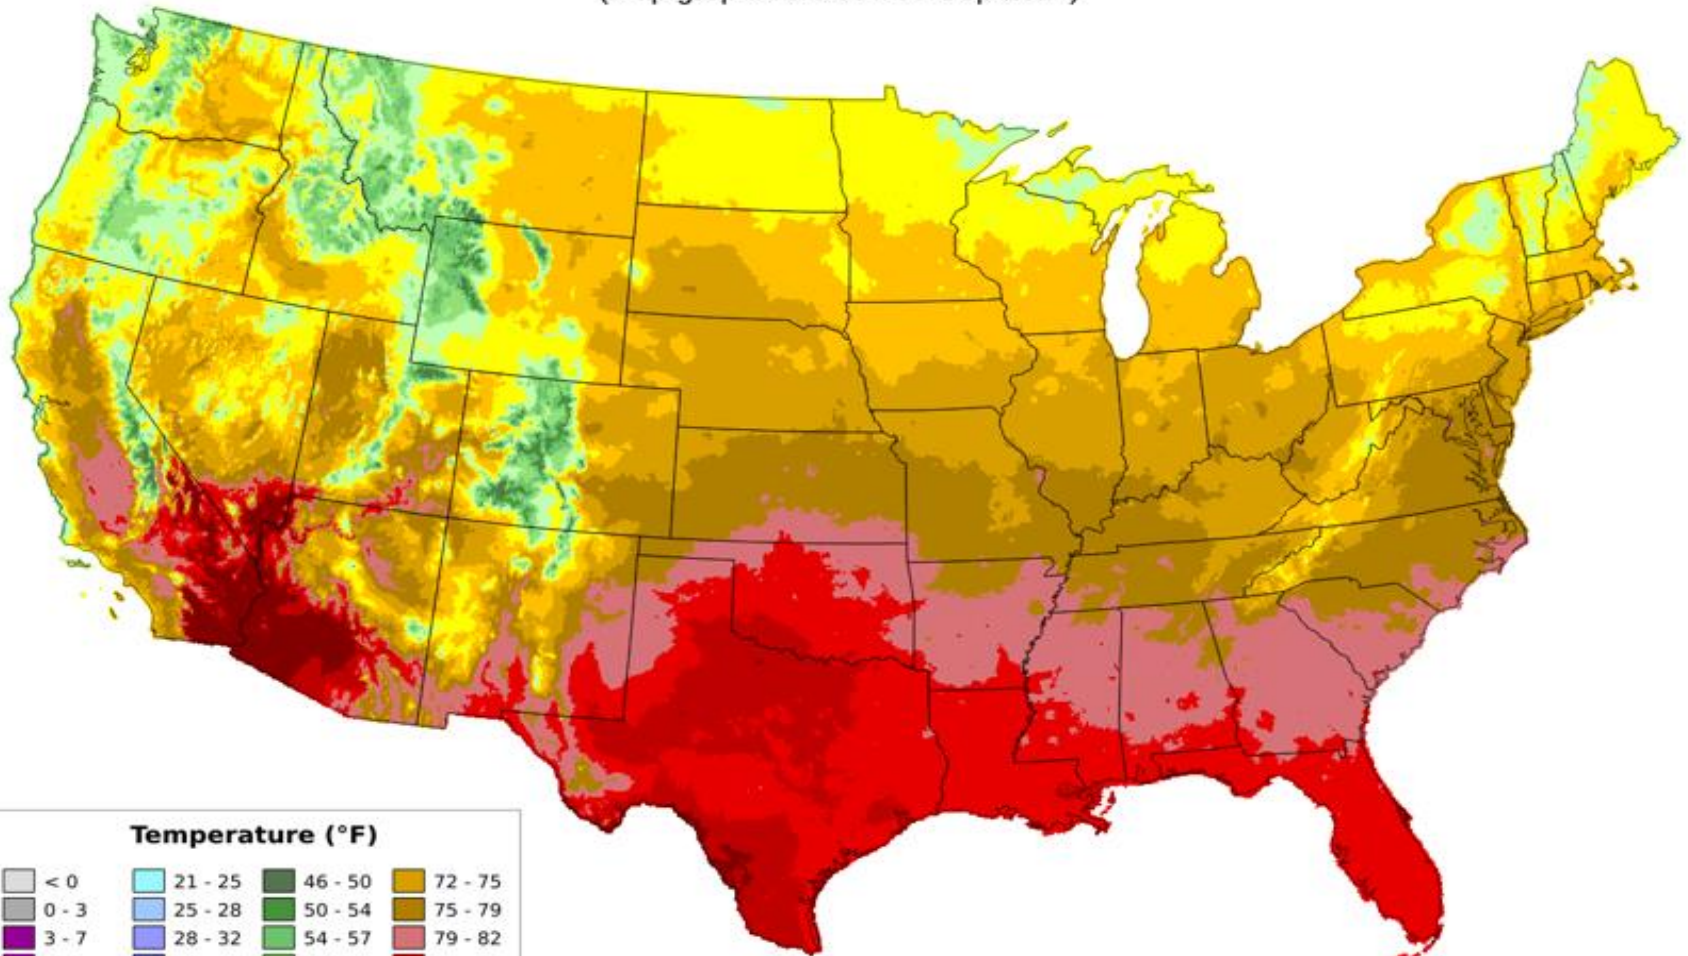 Temperature (°F)
< 0 21 - 25 46 - 50 72 - 75
0 - 3 25 - 28 50 - 54 75 - 79
3 - 7 28 - 32 54 - 57 79 - 82